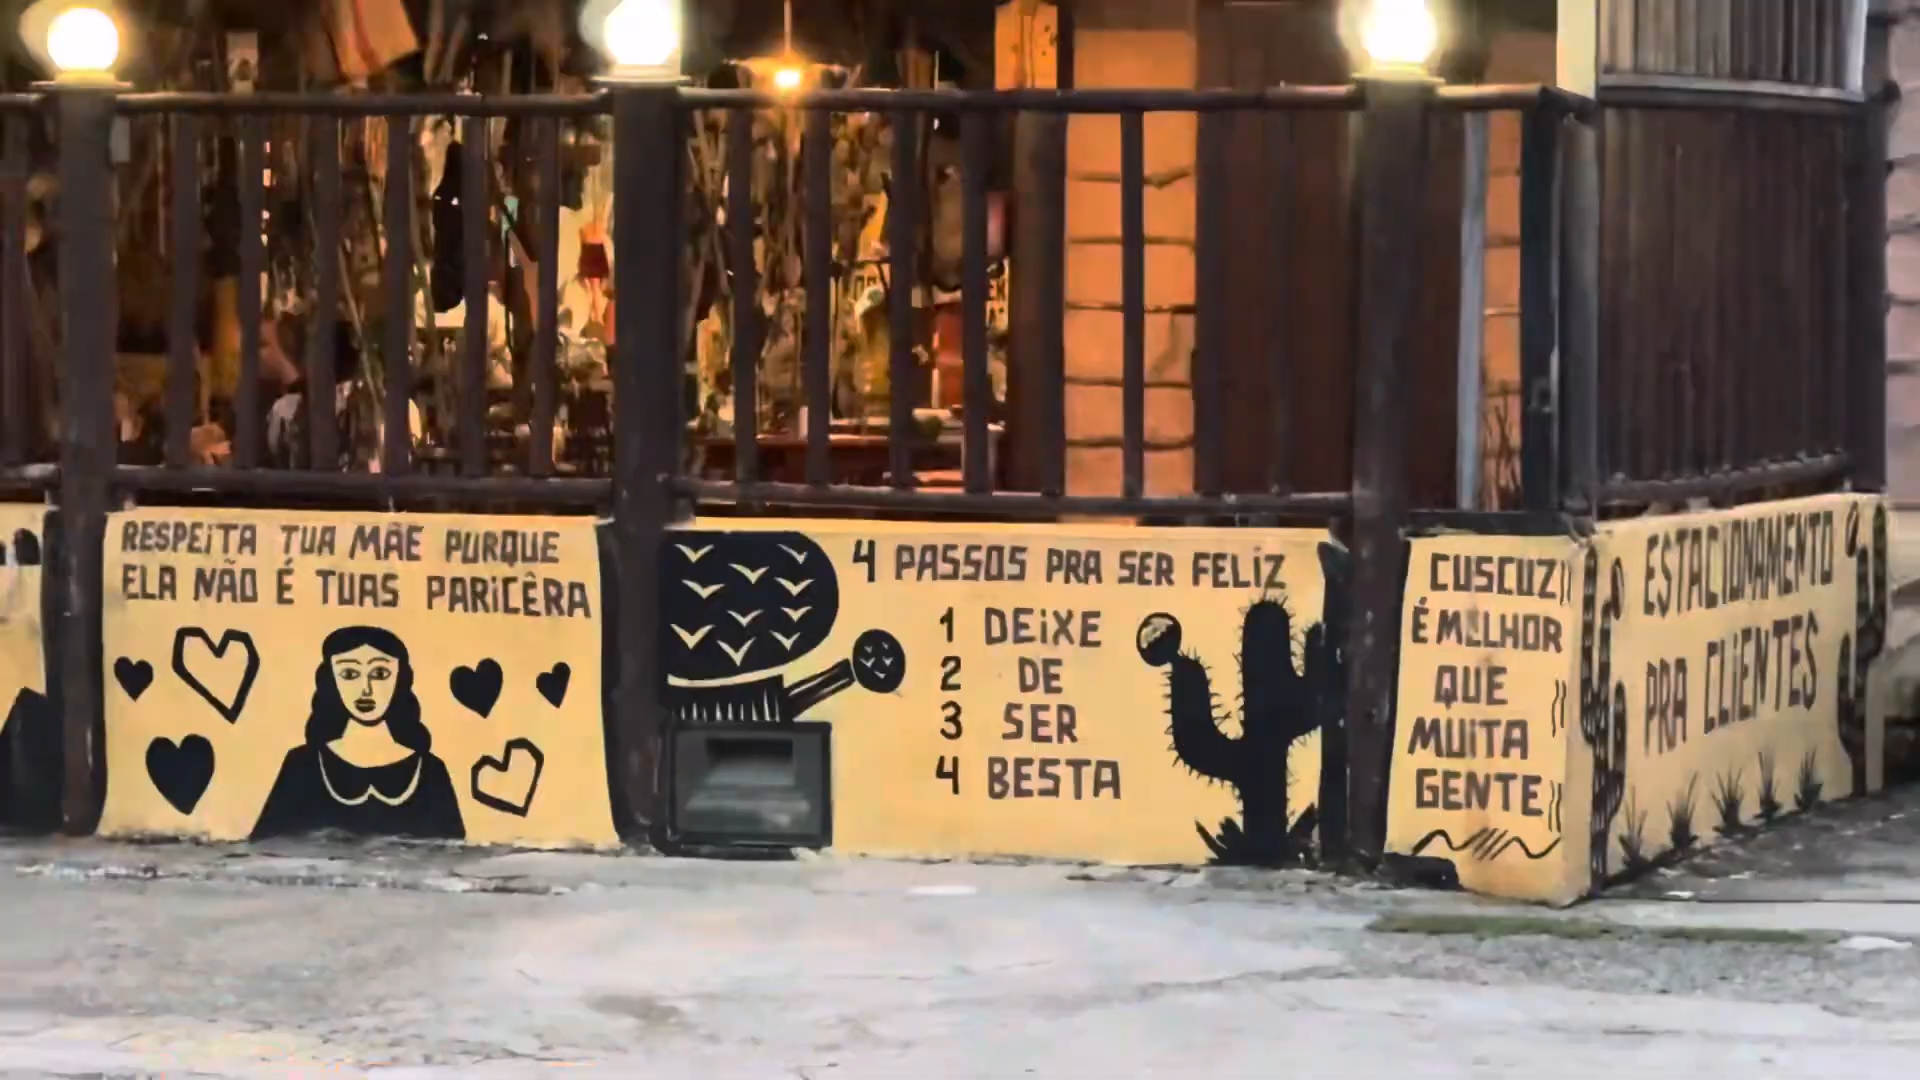 RESPEITA TUA MÃE PURQUE
ELA NÃO É TUAS PARICÊRA
4 PASSOS PRA SER FELIZ
1 DEIXE
2 DE
3 SER
4 BESTA
CUSCUZ
É MELHOR
QUE
MUITA
GENTE
ESTACIONAMENTO
PRA CLIENTES